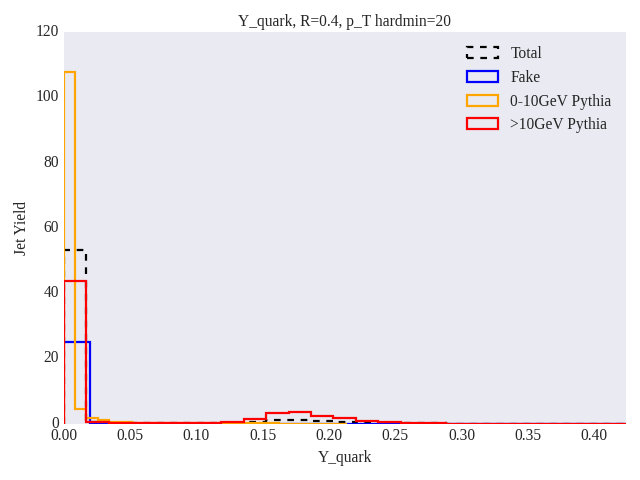 Y_quark, R=0.4, p_T hardmin=20
120
100
80
60
40
20
0
Jet Yield
Total
Fake
0-10GeV Pythia
>10GeV Pythia
0.00 0.05 0.10 0.15 0.20 0.25 0.30 0.35 0.40
Y_quark